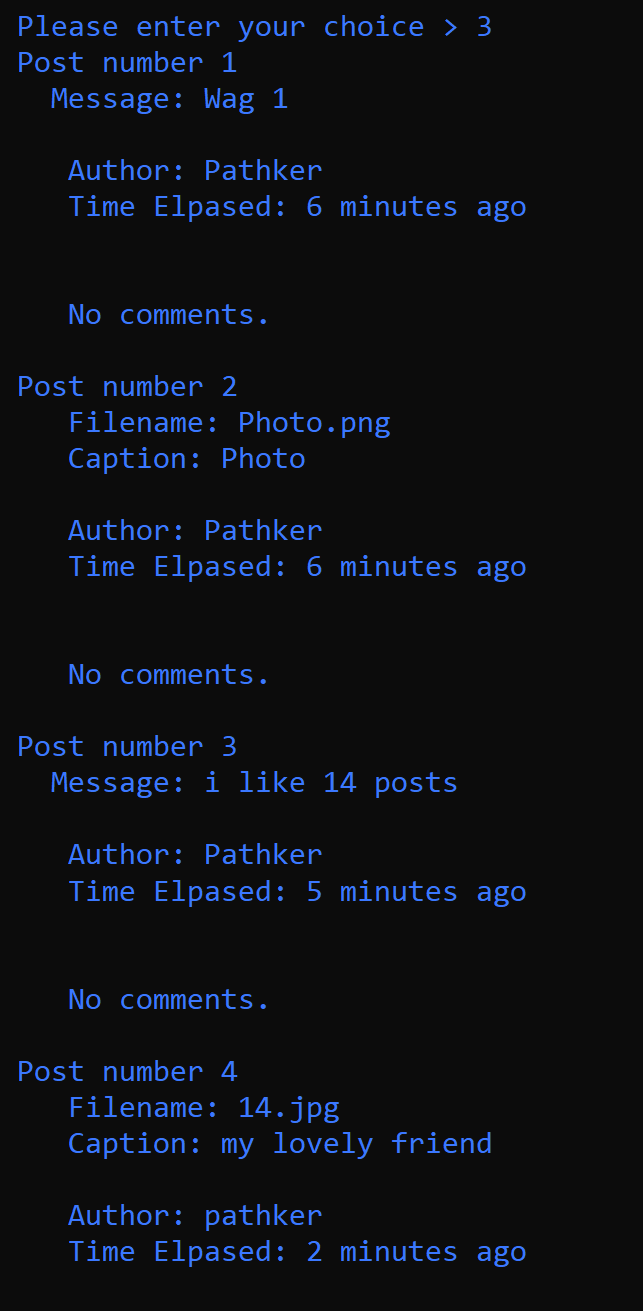 Please enter your choice > 3
Post number 1
Message: Wag 1
Author: Pathker
Time Elpased: 6 minutes ago
No comments.
Post number 2
Filename: Photo.png
Caption: Photo
Author: Pathker
Time Elpased: 6 minutes ago
No comments.
Post number 3
Message: i like 14 posts
Author: Pathker
Time Elpased: 5 minutes ago
No comments.
Post number 4
Filename: 14.jpg
Caption: my lovely friend
Author: pathker
Time Elpased: 2 minutes ago